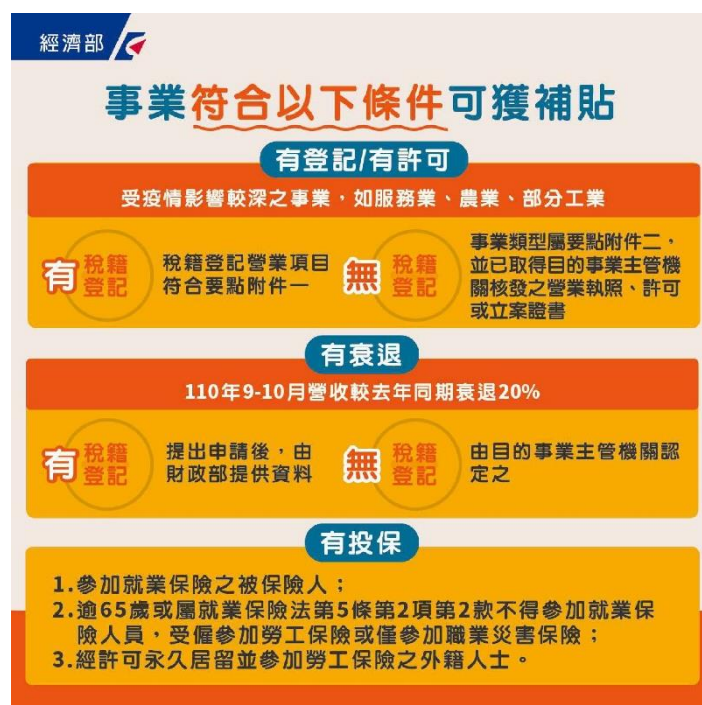 經濟部
事業符合以下條件可獲補貼
有登記/有許可
受疫情影響較深之事業，如服務業、農業、部分工業
有 稅籍登記
稅籍登記營業項目
符合要點附件一
無 稅籍登記
事業類型屬要點附件二，
並已取得目的事業主管機
關核發之營業執照、許可
或立案證書
有衰退
110年9-10月營收較去年同期衰退20%
有 稅籍登記
提出申請後，由
財政部提供資料
無 稅籍登記
由目的事業主管機關認
定之
有投保
1.參加就業保險之被保險人；
2.逾65歲或屬就業保險法第5條第2項第2款不得參加就業保
險人員，受僱參加勞工保險或僅參加職業災害保險；
3.經許可永久居留並參加勞工保險之外籍人士。